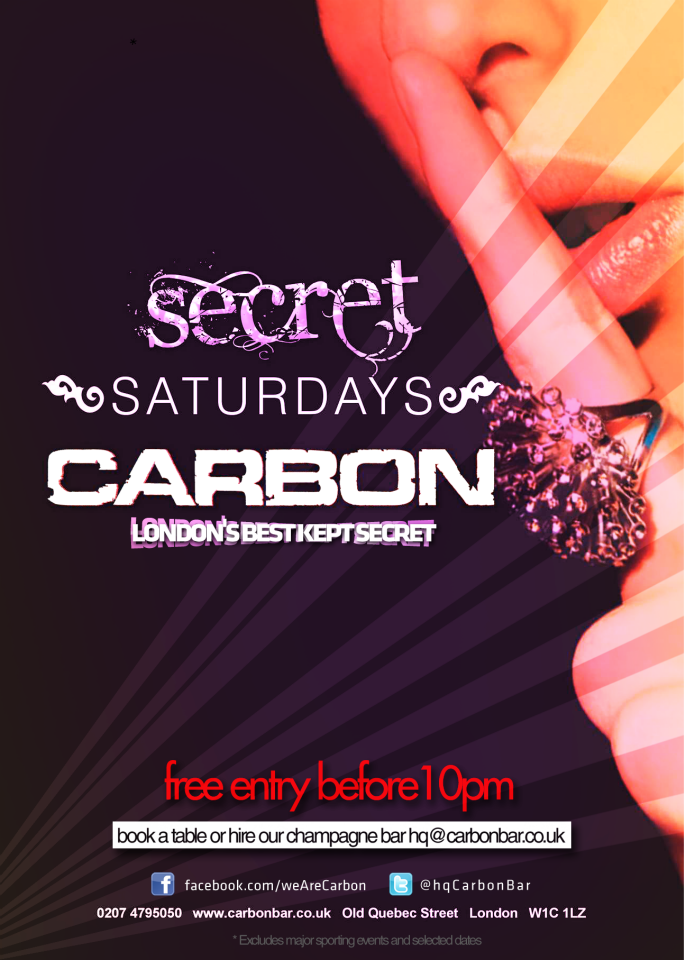 secret
SATURDAYS
CARBON
LONDON'S BEST KEPT SECRET
free entry before 10pm
book a table or hire our champagne bar hq@carbonbar.co.uk
facebook.com/weAreCarbon @hqCarbonBar
0207 4795050 www.carbonbar.co.uk Old Quebec Street London W1C 1LZ
* Excludes major sporting events and selected dates